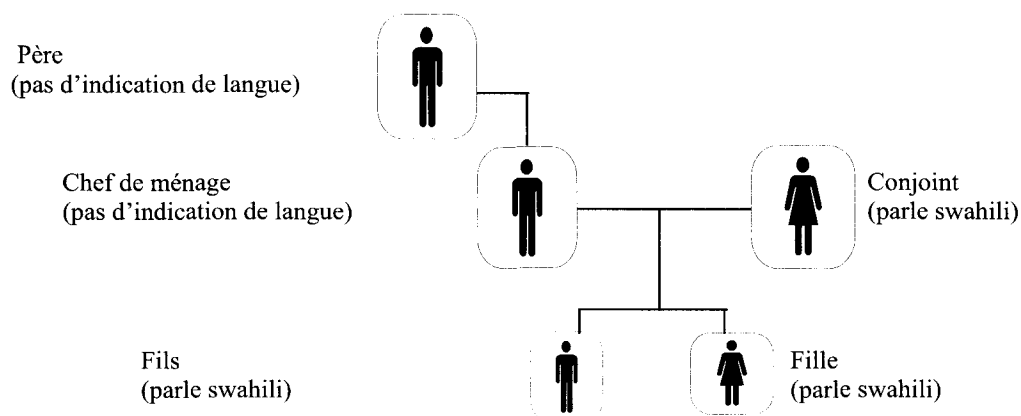 Père
(pas d’indication de langue)
Chef de ménage
(pas d’indication de langue)
Conjoint
(parle swahili)
Fils
(parle swahili)
Fille
(parle swahili)